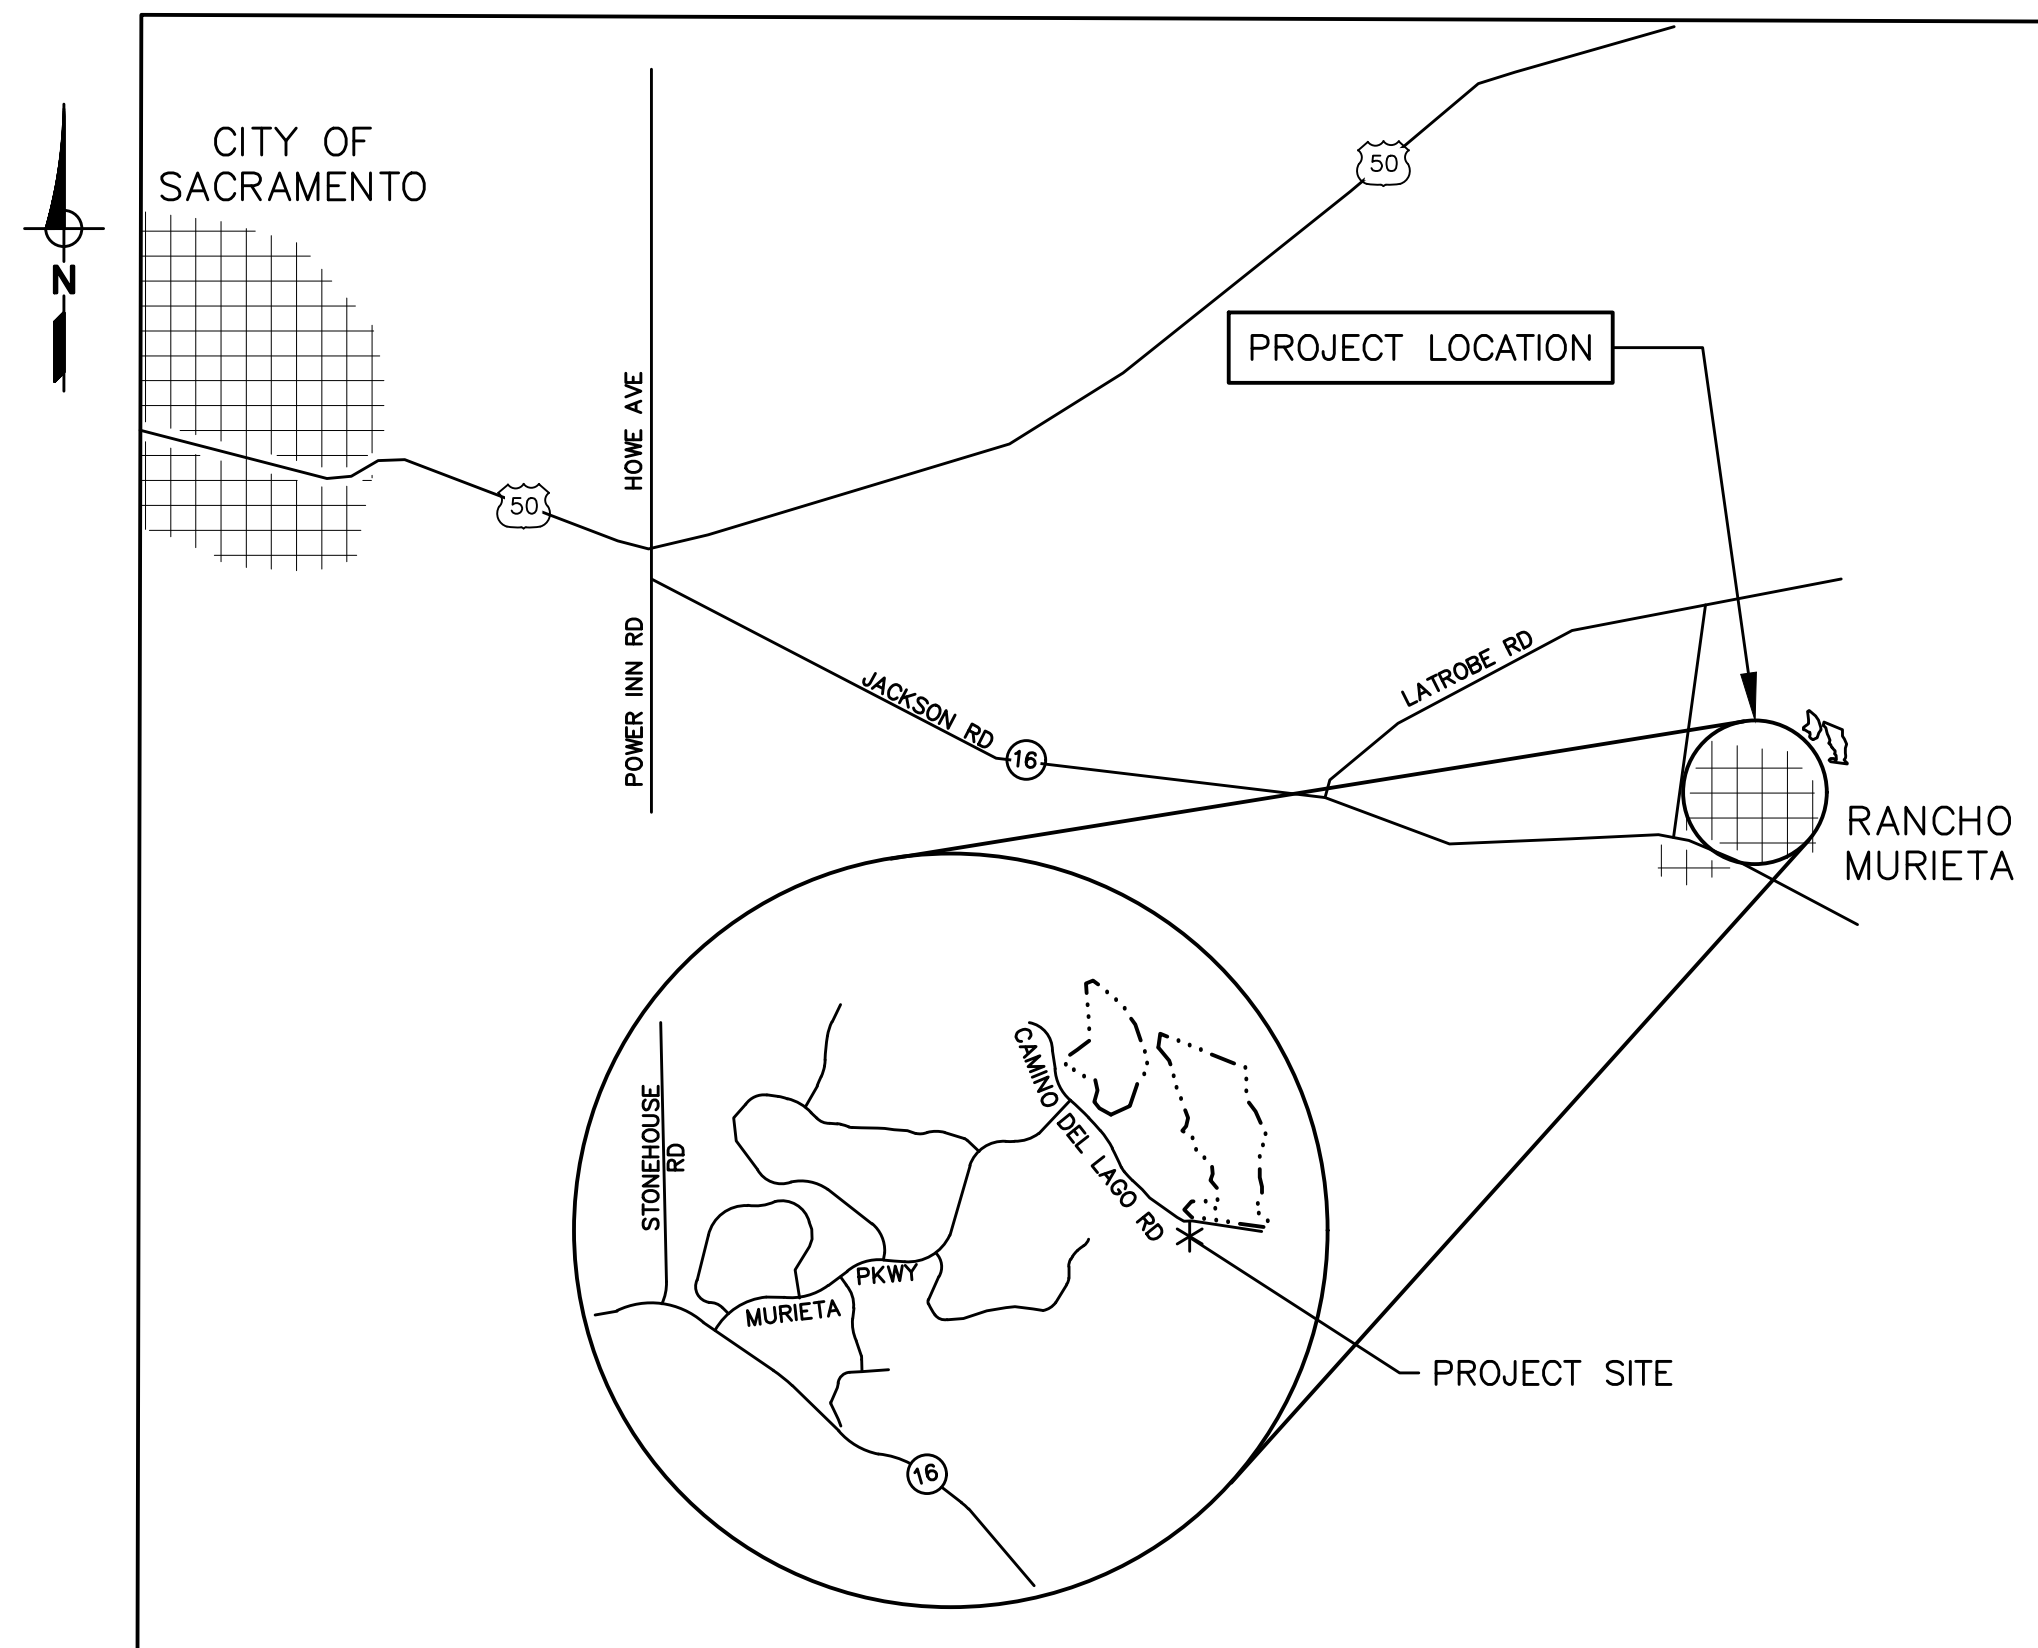 CITY OF
SACRAMENTO
N
50
HOWE AVE
50
PROJECT LOCATION
POWER INN RD
JACKSON RD
16
LATROBE RD
RANCHO
MURIETA
STONEHOUSE
RD
CAMINO DEL LAGO RD
MURIETA PKWY
PROJECT SITE
16